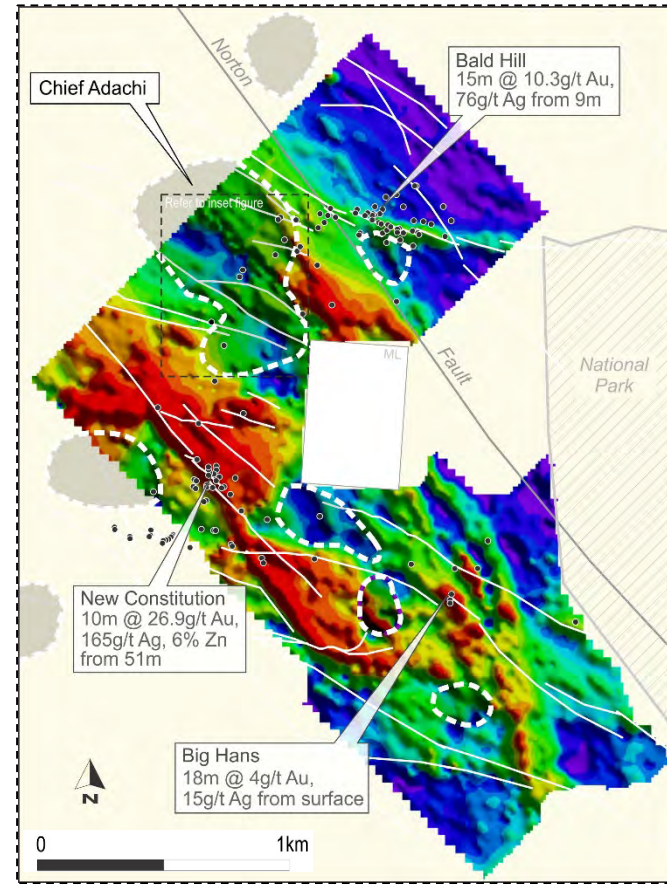 Norton
Bald Hill
15m @ 10.3g/t Au,
76g/t Ag from 9m
Chief Adachi
Refer to inset figure
ML
Fault
National
Park
New Constitution
10m @ 26.9g/t Au,
165g/t Ag, 6% Zn
from 51m
Big Hans
18m @ 4g/t Au,
15g/t Ag from surface
N
0
1km